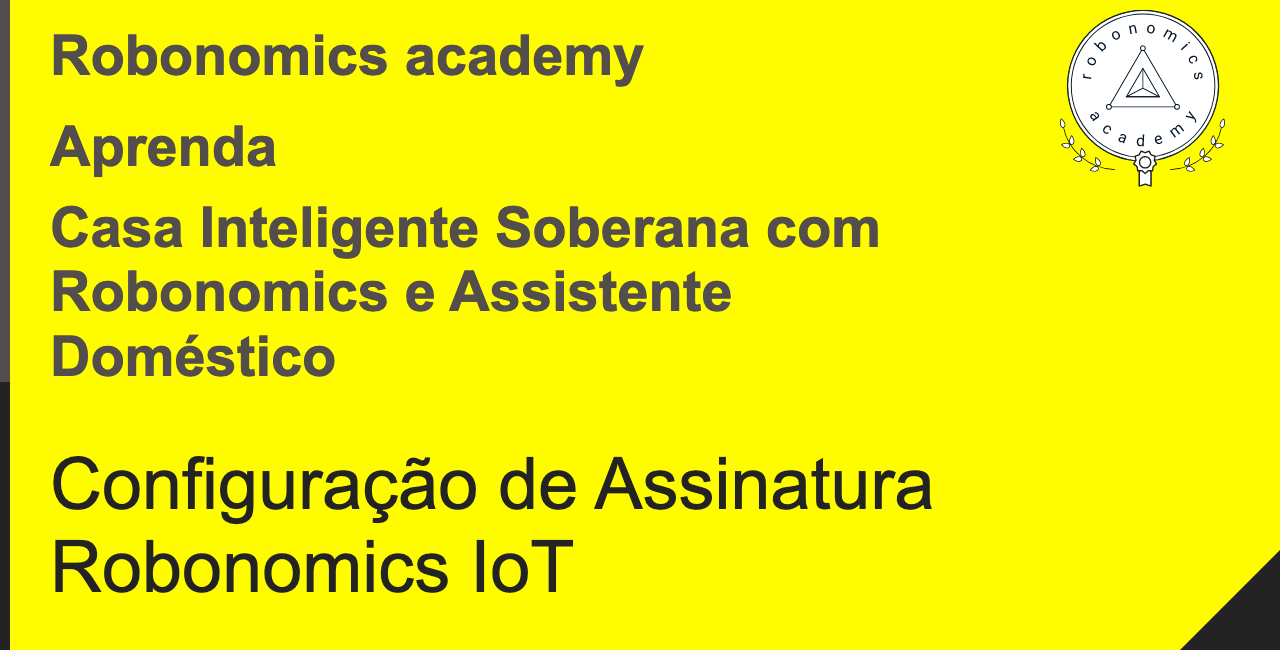 Robonomics academy
Aprenda
Casa Inteligente Soberana com
Robonomics e Assistente
Doméstico
Configuração de Assinatura
Robonomics IoT
robonomics
academy